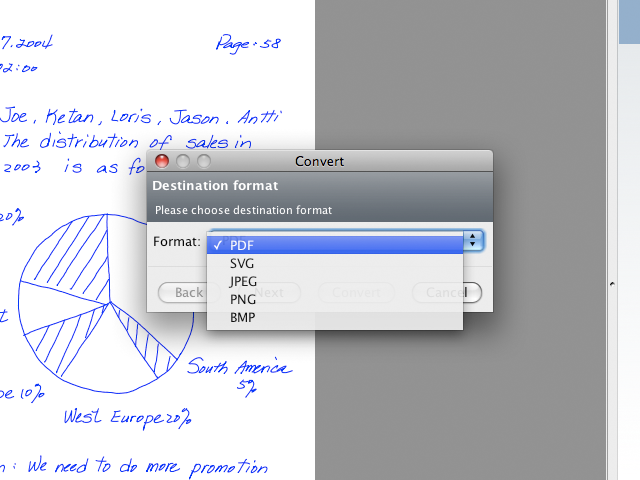 7.2004 Page: 58
02:00
Joe, Ketan, Loris, Jason, Antti
The distribution of sales in
2003 is as fo
Convert
Destination format
Please choose destination format
Format:
✓ PDF
SVG
JPEG
PNG
BMP
Back Next Convert Cancel
20%
South America
5%
10%
West Europe 20%
: We need to do more promotion